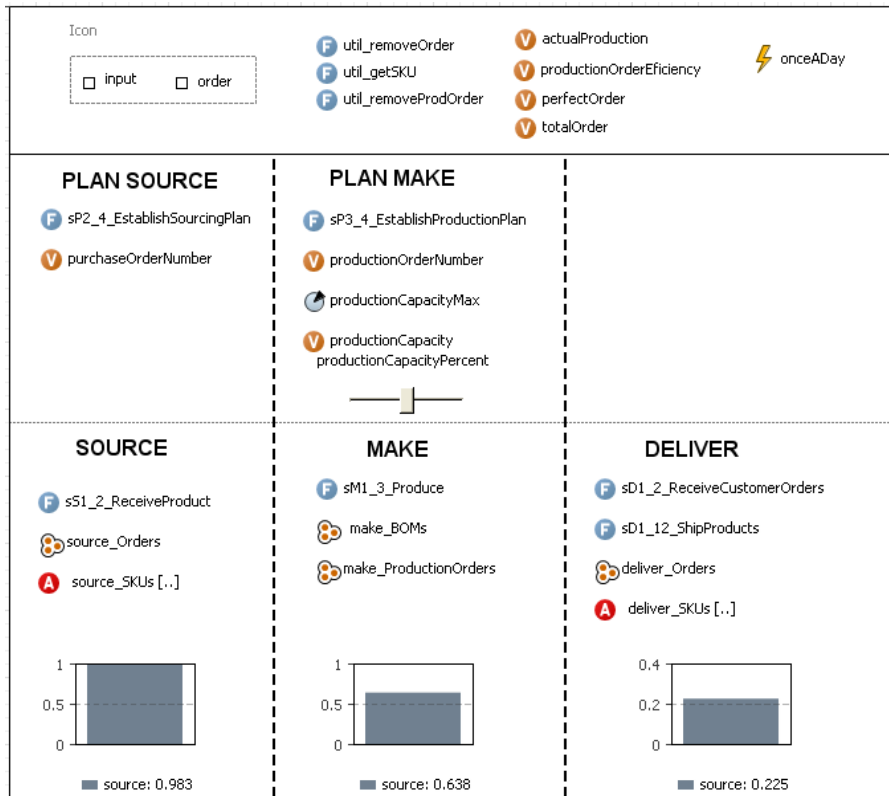 Icon
input
order
F util_removeOrder
F util_getSKU
F util_removeProdOrder
V actualProduction
V productionOrderEficiency
V perfectOrder
V totalOrder
onceADay
PLAN SOURCE
F sP2_4_EstablishSourcingPlan
V purchaseOrderNumber
PLAN MAKE
F sP3_4_EstablishProductionPlan
V productionOrderNumber
productionCapacityMax
V productionCapacity
productionCapacityPercent
SOURCE
F sS1_2_ReceiveProduct
source_Orders
A source_SKUs [..]
1
0.5
0
source: 0.983
MAKE
F sM1_3_Produce
make_BOMs
make_ProductionOrders
1
0.5
0
source: 0.638
DELIVER
F sD1_2_ReceiveCustomerOrders
F sD1_12_ShipProducts
deliver_Orders
A deliver_SKUs [..]
0.4
0.2
0
source: 0.225